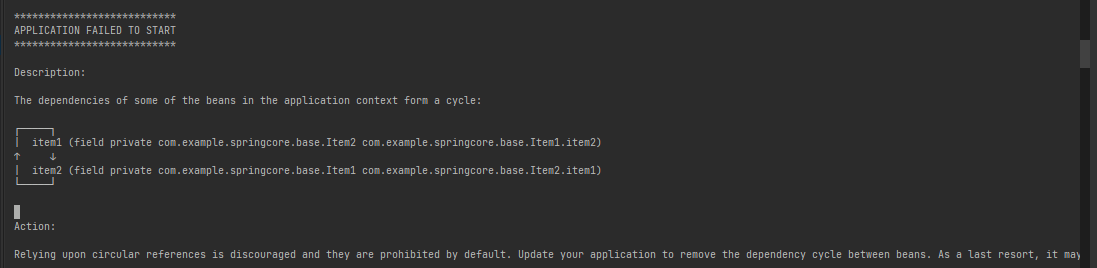 ***************************
APPLICATION FAILED TO START
***************************
Description:
The dependencies of some of the beans in the application context form a cycle:
┌─────┐
|  item1 (field private com.example.springcore.base.Item2 com.example.springcore.base.Item1.item2)
↑     ↓
|  item2 (field private com.example.springcore.base.Item1 com.example.springcore.base.Item2.item1)
└─────┘
Action:
Relying upon circular references is discouraged and they are prohibited by default. Update your application to remove the dependency cycle between beans. As a last resort, it may